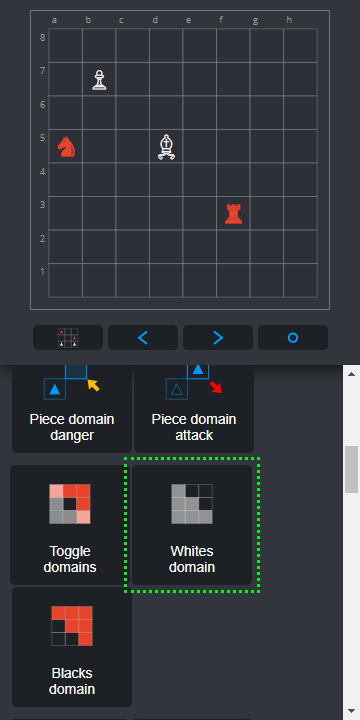 a b c d e f g h
8
7
6
5
4
3
2
1
Piece domain
danger
Piece domain
attack
Toggle
domains
Whites
domain
Blacks
domain